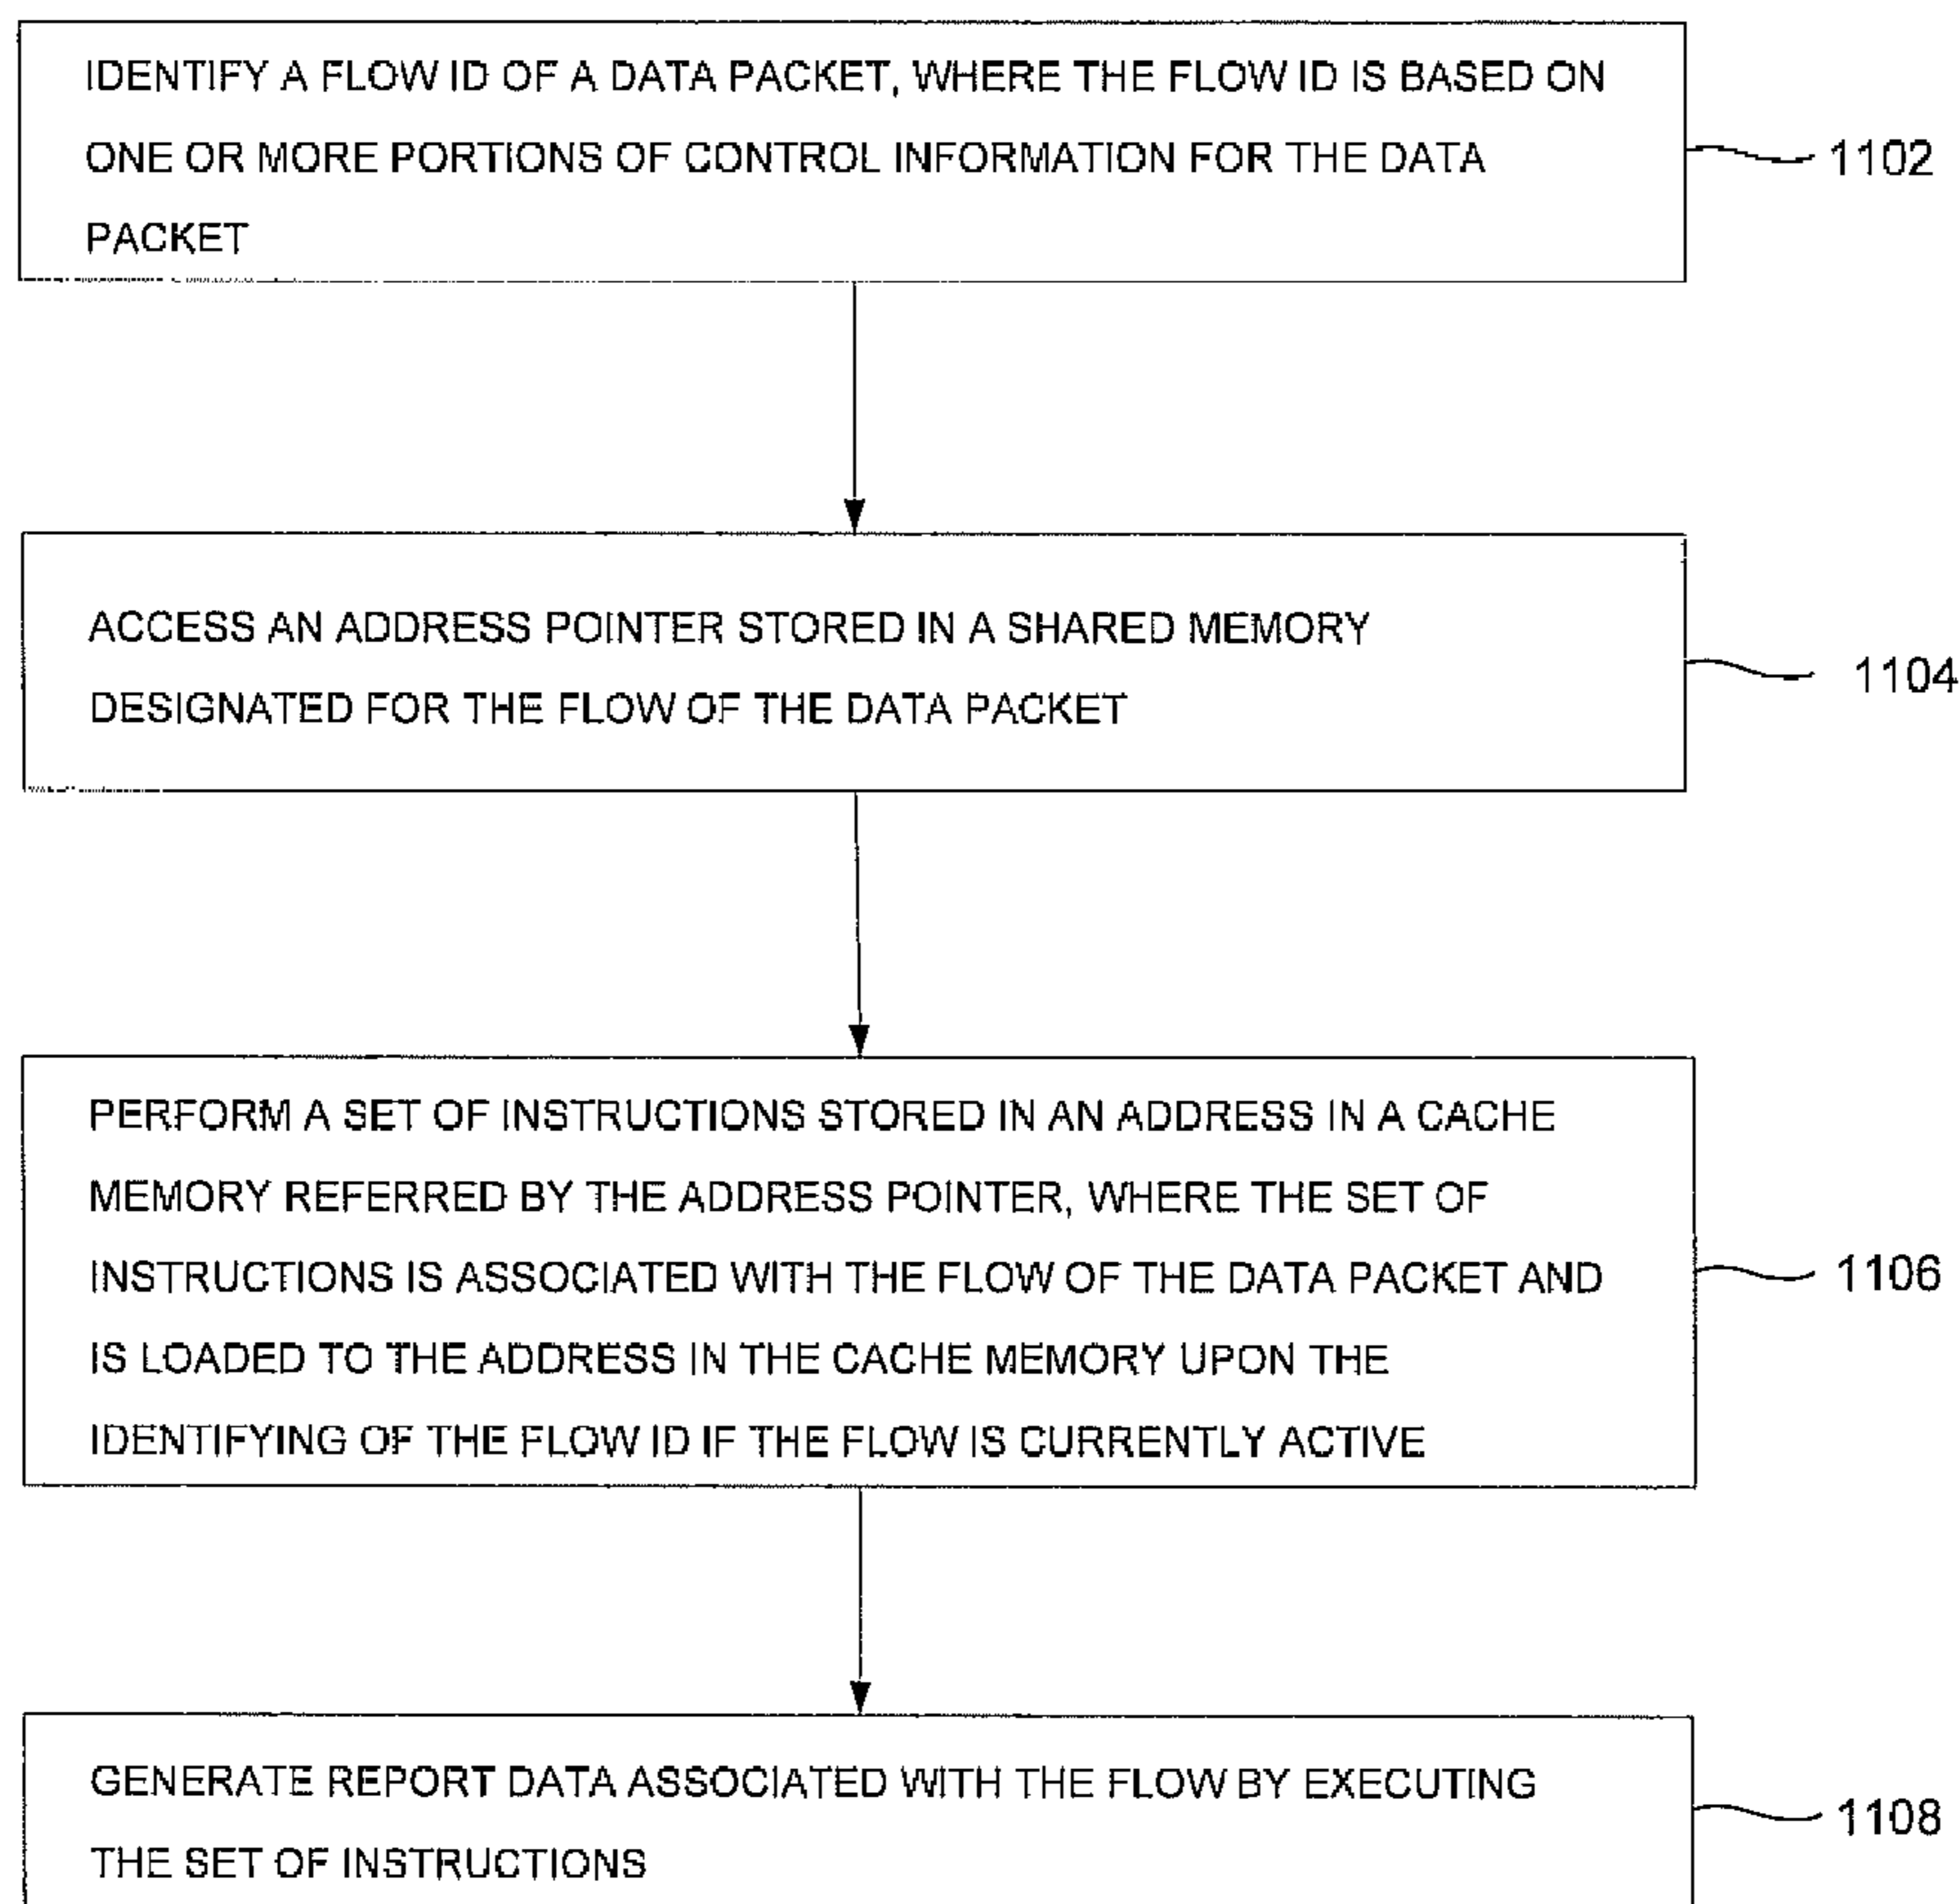 IDENTIFY A FLOW ID OF A DATA PACKET, WHERE THE FLOW ID IS BASED ON
ONE OR MORE PORTIONS OF CONTROL INFORMATION FOR THE DATA
PACKET
1102
ACCESS AN ADDRESS POINTER STORED IN A SHARED MEMORY
DESIGNATED FOR THE FLOW OF THE DATA PACKET
1104
PERFORM A SET OF INSTRUCTIONS STORED IN AN ADDRESS IN A CACHE
MEMORY REFERRED BY THE ADDRESS POINTER, WHERE THE SET OF
INSTRUCTIONS IS ASSOCIATED WITH THE FLOW OF THE DATA PACKET AND
IS LOADED TO THE ADDRESS IN THE CACHE MEMORY UPON THE
IDENTIFYING OF THE FLOW ID IF THE FLOW IS CURRENTLY ACTIVE
1106
GENERATE REPORT DATA ASSOCIATED WITH THE FLOW BY EXECUTING
THE SET OF INSTRUCTIONS
1108